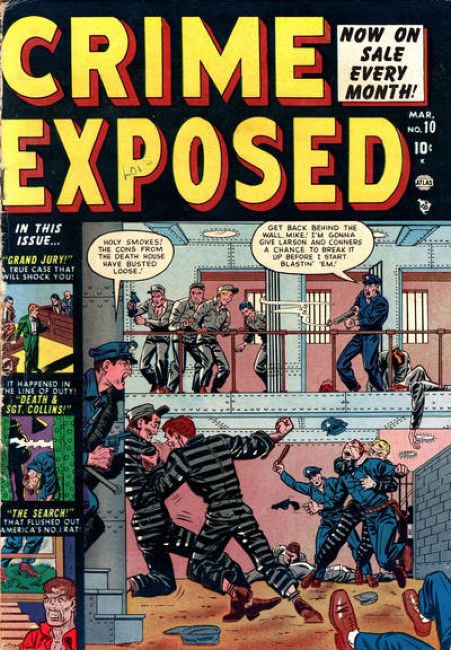 CRIME
EXPOSED
NOW ON
SALE
EVERY
MONTH!
MAR.
NO. 10
10¢
K
ATLAS
IN THIS
ISSUE...
"GRAND JURY!"
A TRUE CASE THAT
WILL SHOCK YOU!
IT HAPPENED IN
THE LINE OF DUTY!
"DEATH &
SGT. COLLINS!"
"THE SEARCH!"
THAT FLUSHED OUT
AMERICA'S NO. 1 RAT!
HOLY SMOKES!
THE CONS FROM
THE DEATH HOUSE
HAVE BUSTED
LOOSE!
GET BACK BEHIND THE
WALL, MIKE! I'M GONNA
GIVE LARSON AND CONNERS
A CHANCE TO BREAK IT
UP BEFORE I START
BLASTIN' 'EM!